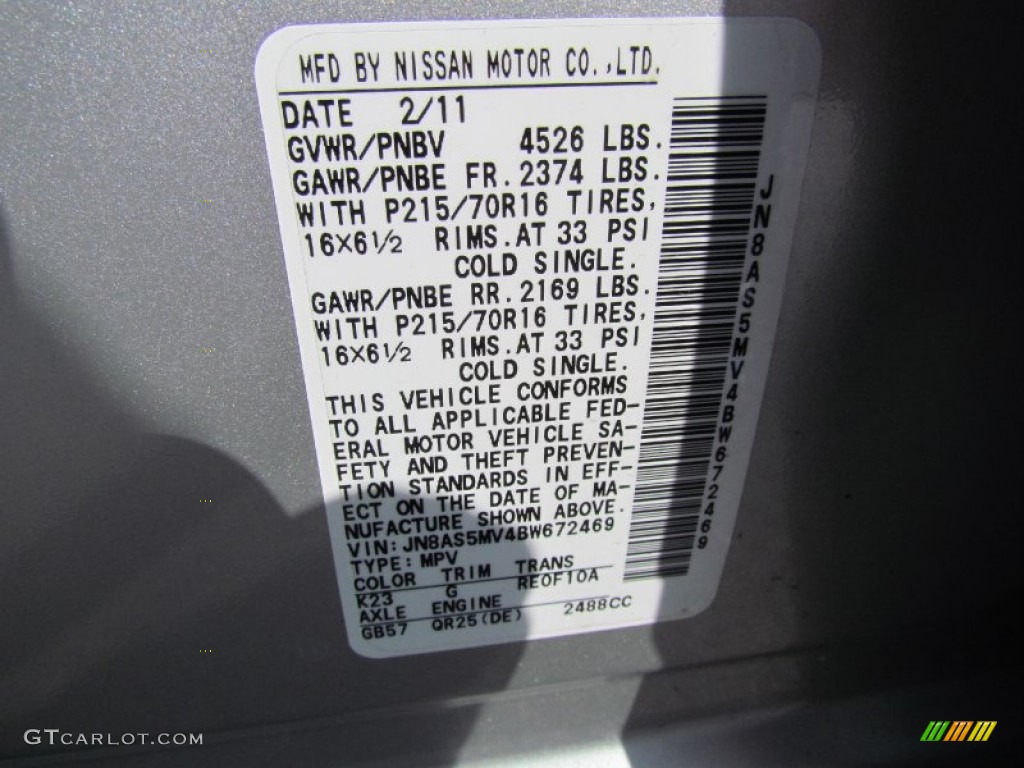 MFD BY NISSAN MOTOR CO.,LTD.
DATE 2/11
GVWR/PNBV 4526 LBS.
GAWR/PNBE FR. 2374 LBS.
WITH P215/70R16 TIRES,
16×6½ RIMS. AT 33 PSI
COLD SINGLE.
GAWR/PNBE RR. 2169 LBS.
WITH P215/70R16 TIRES,
16×6½ RIMS. AT 33 PSI
COLD SINGLE.
THIS VEHICLE CONFORMS
TO ALL APPLICABLE FED-
ERAL MOTOR VEHICLE SA-
FETY AND THEFT PREVEN-
TION STANDARDS IN EFF-
ECT ON THE DATE OF MA-
NUFACTURE SHOWN ABOVE.
VIN: JN8AS5MV4BW672469
TYPE: MPV
COLOR TRIM TRANS
K23 G RE0F10A
AXLE ENGINE
GB57 QR25(DE) 2488CC
JN8AS5MV4BW672469
GTCARLOT.COM